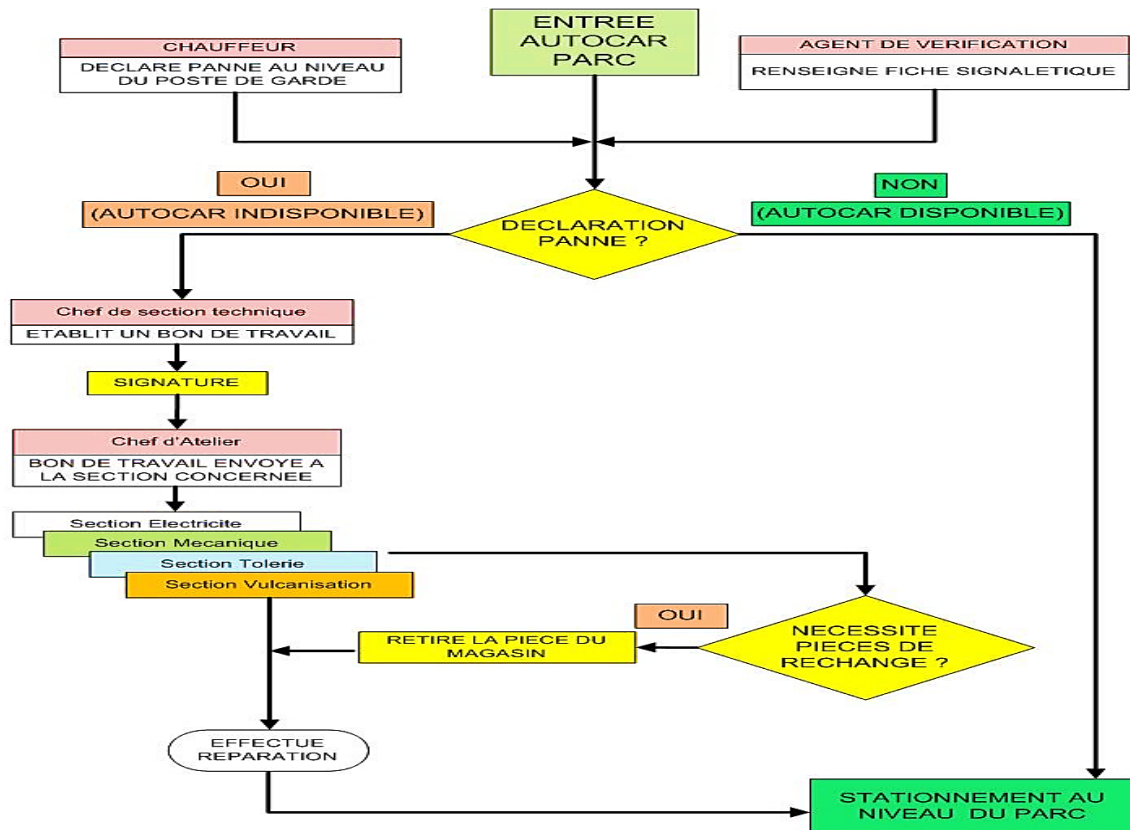 ENTREE
AUTOCAR
PARC
CHAUFFEUR
DECLARE PANNE AU NIVEAU
DU POSTE DE GARDE
AGENT DE VERIFICATION
RENSEIGNE FICHE SIGNALETIQUE
OUI
(AUTOCAR INDISPONIBLE)
NON
(AUTOCAR DISPONIBLE)
DECLARATION
PANNE ?
Chef de section technique
ETABLIT UN BON DE TRAVAIL
SIGNATURE
Chef d'Atelier
BON DE TRAVAIL ENVOYE A
LA SECTION CONCERNEE
Section Electricite
Section Mecanique
Section Tolerie
Section Vulcanisation
OUI
RETIRE LA PIECE DU
MAGASIN
NECESSITE
PIECES DE
RECHANGE ?
EFFECTUE
REPARATION
STATIONNEMENT AU
NIVEAU DU PARC